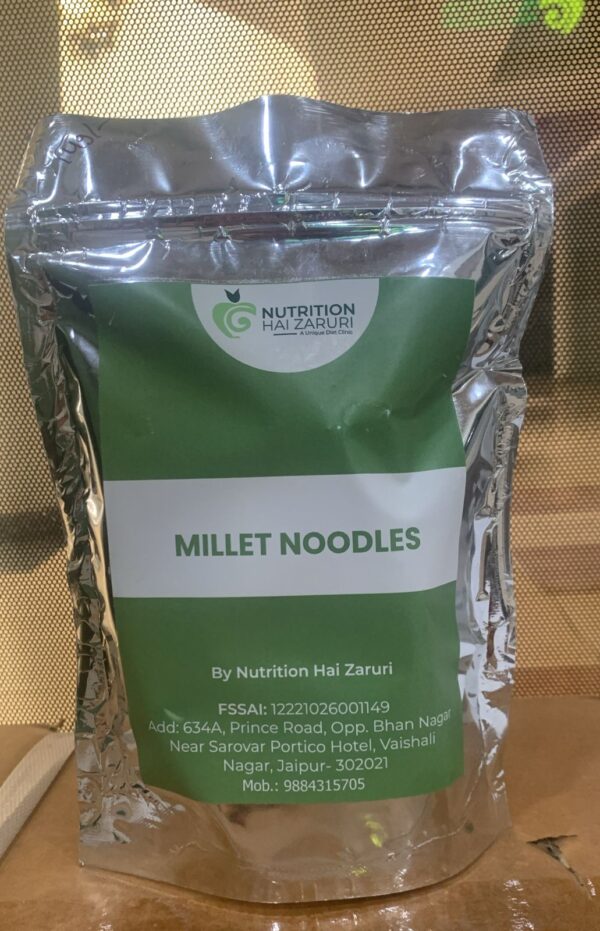 NUTRITION
HAI ZARURI
A Unique Diet Clinic
MILLET NOODLES
By Nutrition Hai Zaruri
FSSAI: 12221026001149
Add: 634A, Prince Road, Opp. Bhan Nagar
Near Sarovar Portico Hotel, Vaishali
Nagar, Jaipur- 302021
Mob.: 9884315705